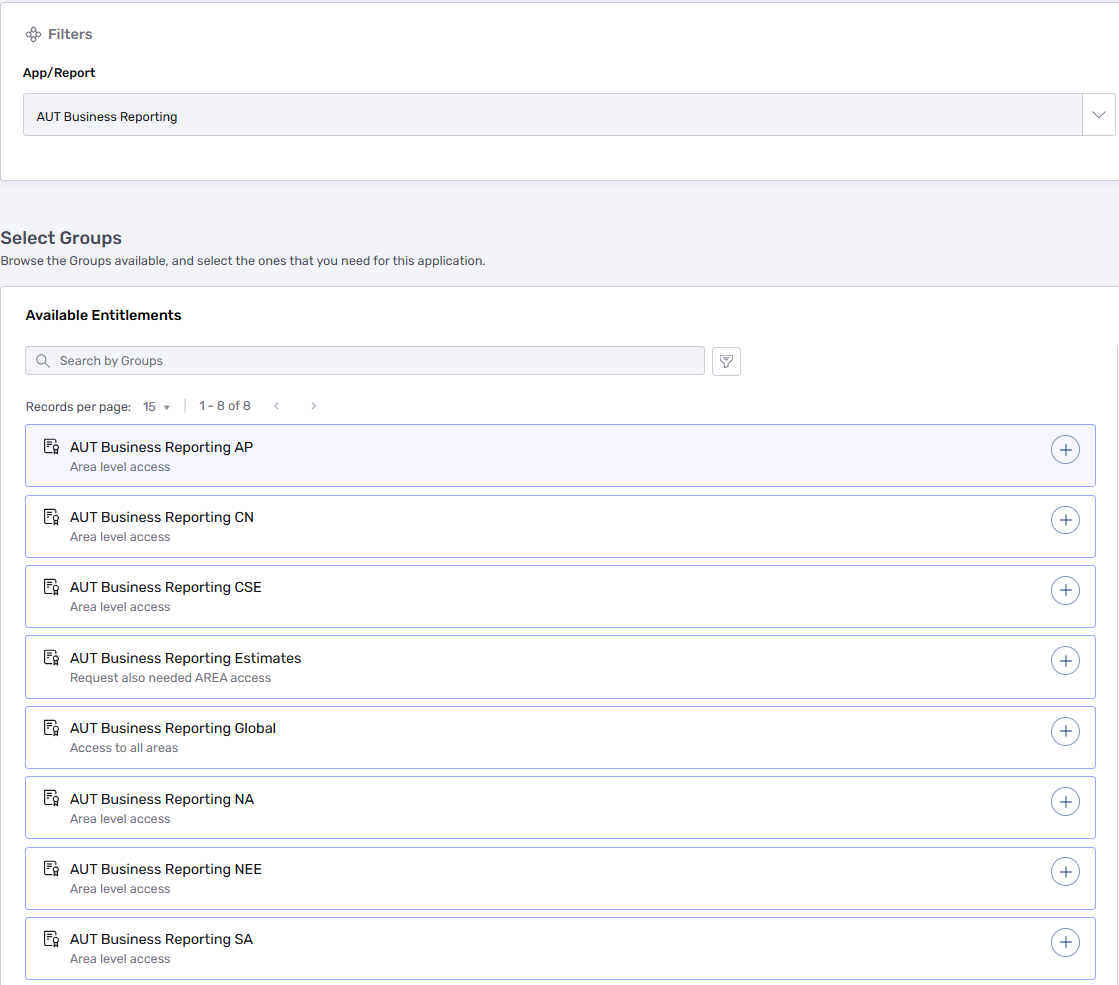 Filters
App/Report
AUT Business Reporting
Select Groups
Browse the Groups available, and select the ones that you need for this application.
Available Entitlements
Search by Groups
Records per page: 15 1 - 8 of 8
AUT Business Reporting AP
Area level access
AUT Business Reporting CN
Area level access
AUT Business Reporting CSE
Area level access
AUT Business Reporting Estimates
Request also needed AREA access
AUT Business Reporting Global
Access to all areas
AUT Business Reporting NA
Area level access
AUT Business Reporting NEE
Area level access
AUT Business Reporting SA
Area level access